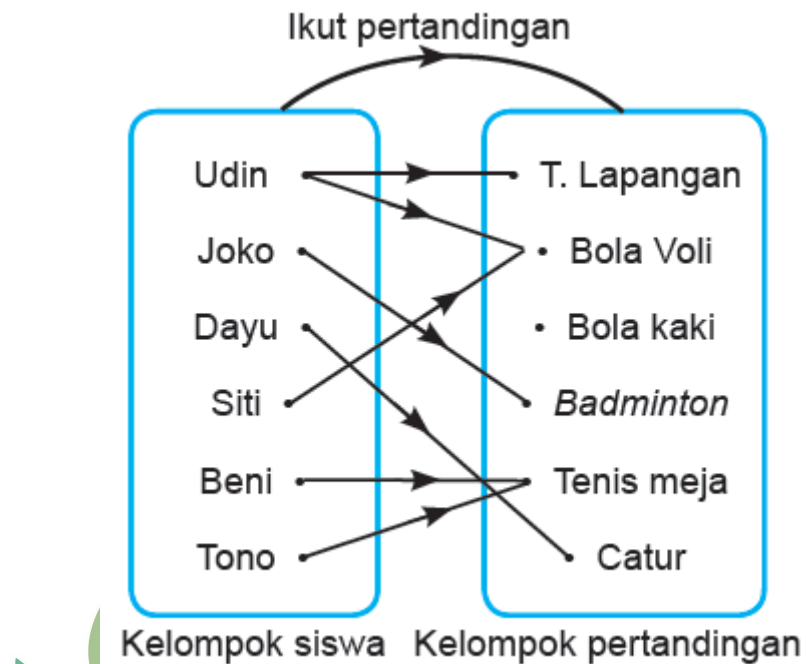 Ikut pertandingan
Udin
Joko
Dayu
Siti
Beni
Tono
T. Lapangan
Bola Voli
Bola kaki
Badminton
Tenis meja
Catur
Kelompok siswa
Kelompok pertandingan